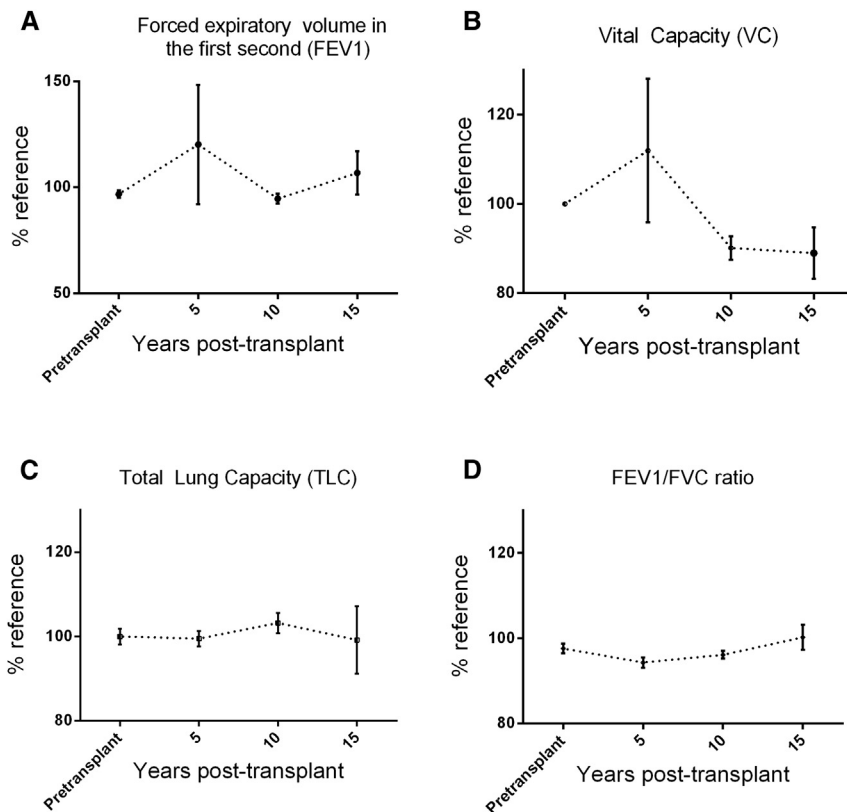 A
Forced expiratory volume in
the first second (FEV1)
150
100
50
% reference
Pretransplant
5
10
15
Years post-transplant
B
Vital Capacity (VC)
120
100
80
% reference
Pretransplant
5
10
15
Years post-transplant
C
Total Lung Capacity (TLC)
120
100
80
% reference
Pretransplant
5
10
15
Years post-transplant
D
FEV1/FVC ratio
120
100
80
% reference
Pretransplant
5
10
15
Years post-transplant